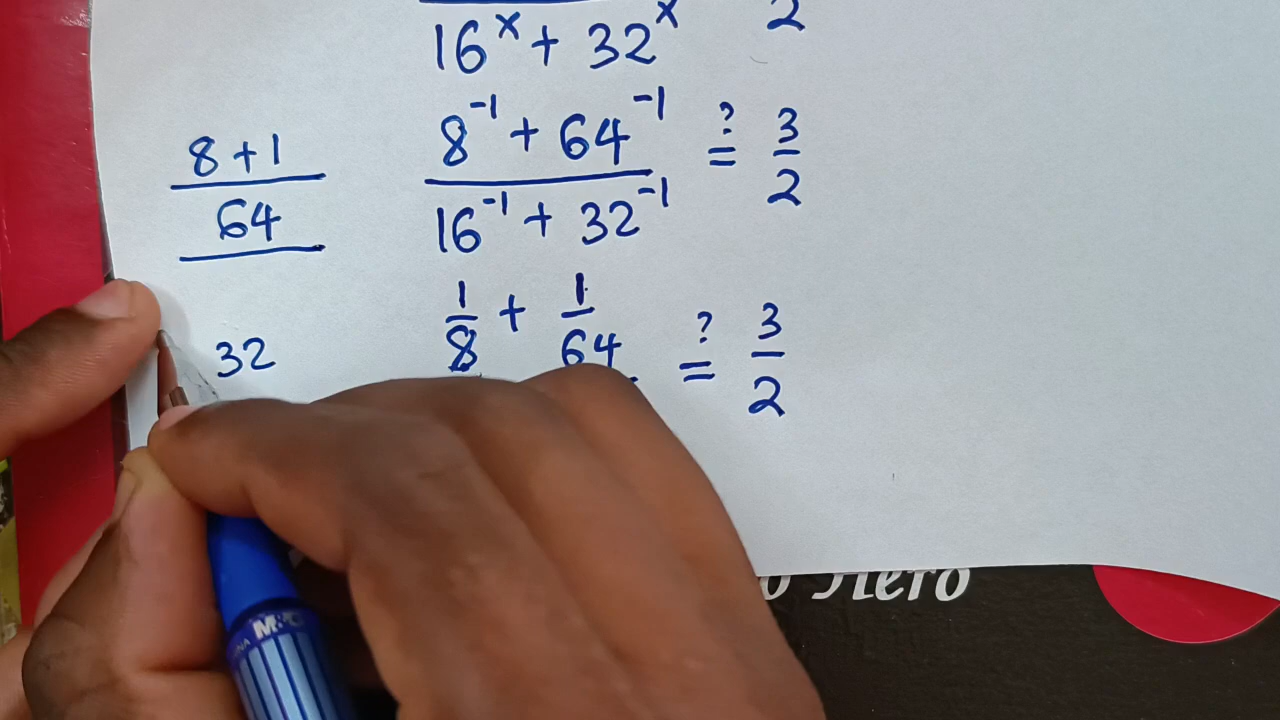 16^x + 32^x 2
8^-1 + 64^-1 ? 3
= 
16^-1 + 32^-1 2
8 + 1
64
32
1 + 1 ? 3
8 64 = 2
Hero
M&G